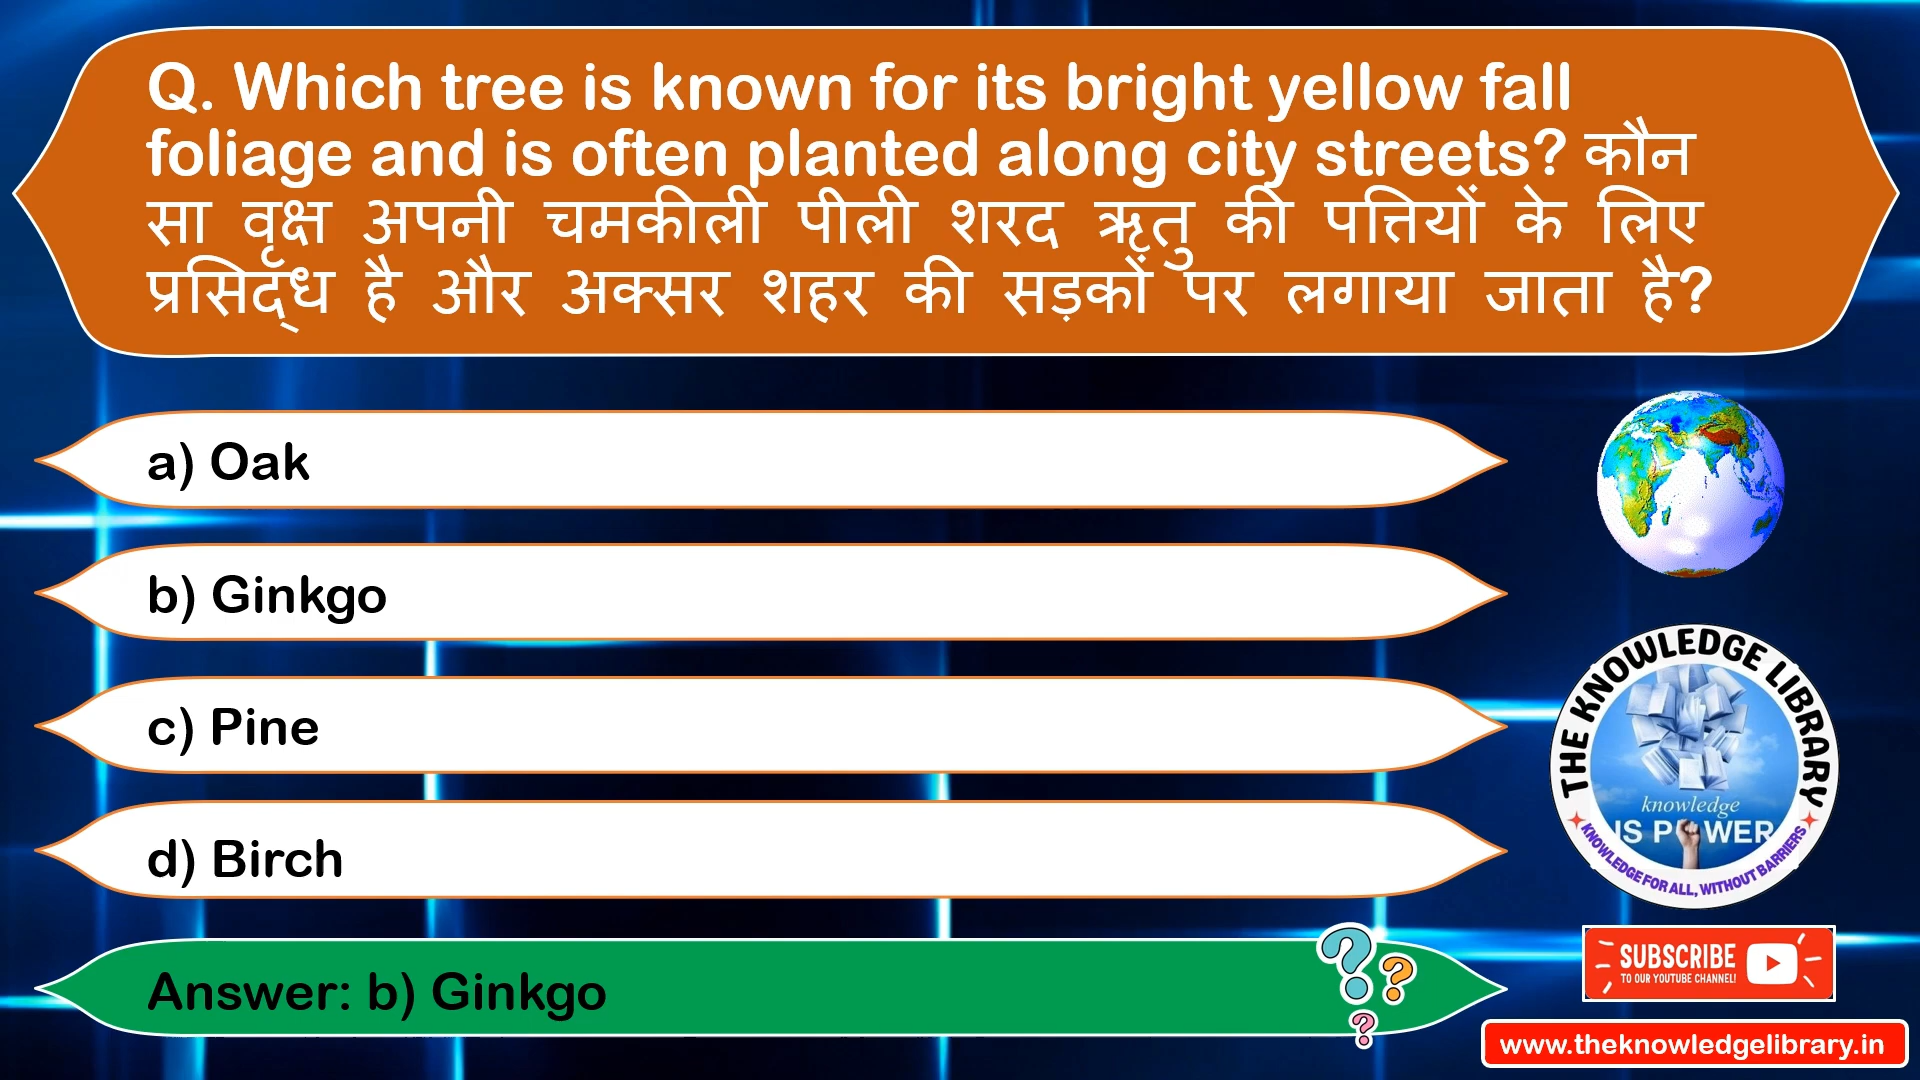 Q. Which tree is known for its bright yellow fall
foliage and is often planted along city streets? कौन
सा वृक्ष अपनी चमकीली पीली शरद ऋतु की पत्तियों के लिए
प्रसिद्ध है और अक्सर शहर की सड़कों पर लगाया जाता है?
a) Oak
b) Ginkgo
c) Pine
d) Birch
Answer: b) Ginkgo
THE KNOWLEDGE LIBRARY
knowledge
IS POWER
KNOWLEDGE FOR ALL, WITHOUT BARRIERS
SUBSCRIBE
TO OUR YOUTUBE CHANNEL!
www.theknowledgelibrary.in